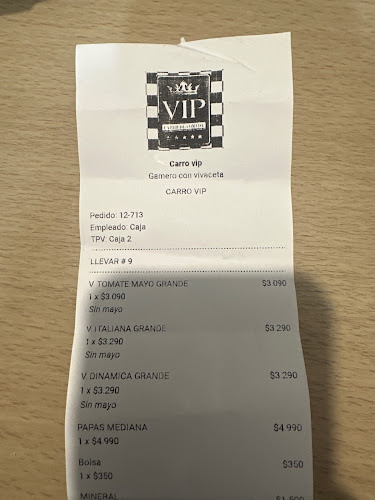 VIP
★ ★ ★ ★ ★
Carro vip
Gamero con vivaceta
CARRO VIP
Pedido: 12-713
Empleado: Caja
TPV: Caja 2
LLEVAR # 9
V TOMATE MAYO GRANDE $3.090
1 x $3.090
Sin mayo
V ITALIANA GRANDE $3.290
1 x $3.290
Sin mayo
V DINAMICA GRANDE $3.290
1 x $3.290
Sin mayo
PAPAS MEDIANA $4.990
1 x $4.990
Bolsa $350
1 x $350
MINERAL $1.500